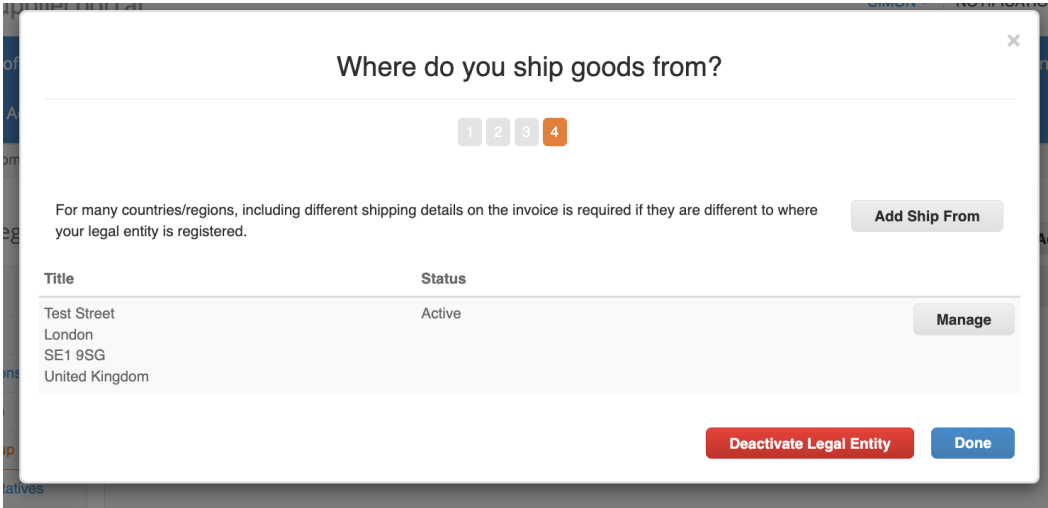 SIMON
×
Where do you ship goods from?
1 2 3 4
For many countries/regions, including different shipping details on the invoice is required if they are different to where
your legal entity is registered.
Add Ship From
Title Status
Test Street Active Manage
London
SE1 9SG
United Kingdom
Deactivate Legal Entity Done